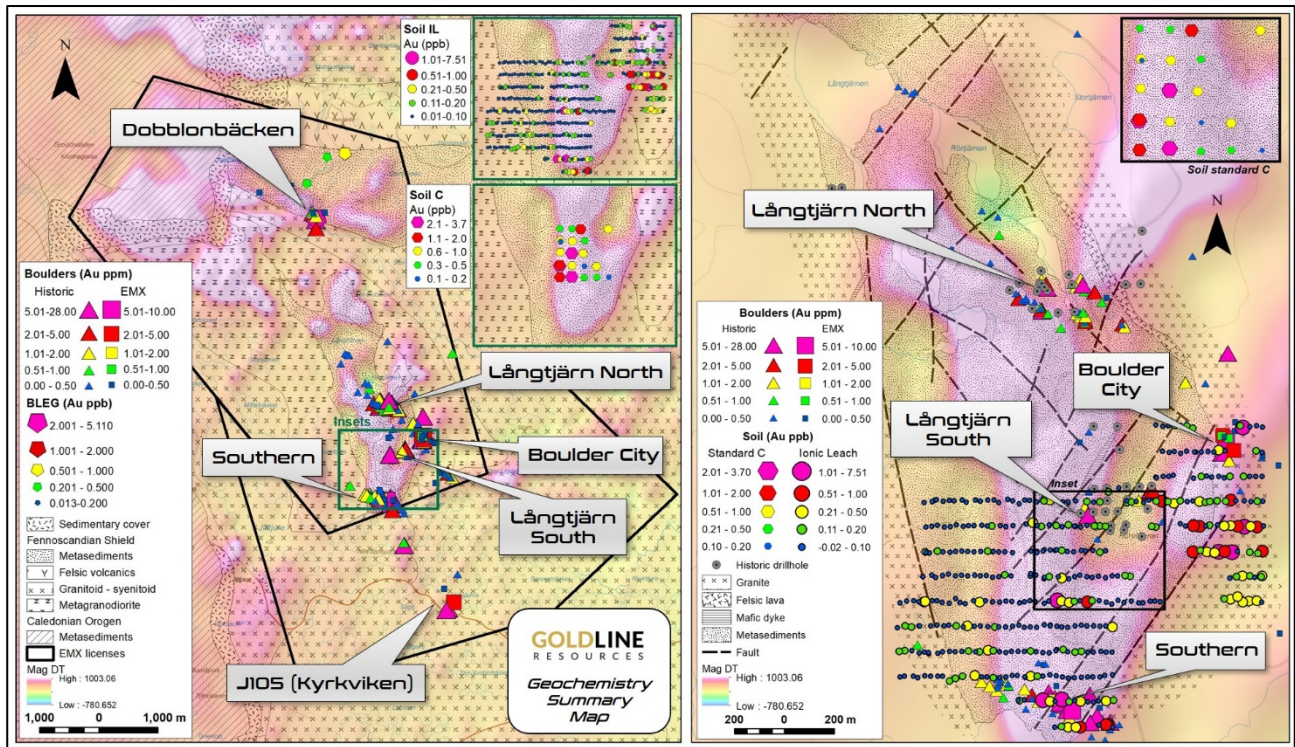 N
Dobblonbäcken
Soil IL
Au (ppb)
1.01-7.51
0.51-1.00
0.21-0.50
0.11-0.20
0.01-0.10
Soil C
Au (ppb)
2.1 - 3.7
1.1 - 2.0
0.6 - 1.0
0.3 - 0.5
0.1 - 0.2
Boulders (Au ppm)
Historic EMX
5.01-28.00 5.01-10.00
2.01-5.00 2.01-5.00
1.01-2.00 1.01-2.00
0.51-1.00 0.51-1.00
0.00 - 0.50 0.00-0.50
BLEG (Au ppb)
2.001 - 5.110
1.001 - 2.000
0.501 - 1.000
0.201 - 0.500
0.013-0.200
Sedimentary cover
Fennoscandian Shield
Metasediments
Felsic volcanics
Granitoid - syenitoid
Metagranodiorite
Caledonian Orogen
Metasediments
EMX licenses
Mag DT
High : 1003.06
Low : -780.652
1,000 0 1,000 m
Långtjärn North
Insets
Southern
Boulder City
Långtjärn
South
J105 (Kyrkviken)
GOLDLINE
RESOURCES
Geochemistry
Summary
Map
Långtjärnen
Stortjärnen
Rörtjärnen
Soil standard C
N
Långtjärn North
Boulder
City
Långtjärn
South
Inset
Southern
Boulders (Au ppm)
Historic EMX
5.01 - 28.00 5.01 - 10.00
2.01 - 5.00 2.01 - 5.00
1.01 - 2.00 1.01 - 2.00
0.51 - 1.00 0.51 - 1.00
0.00 - 0.50 0.00 - 0.50
Soil (Au ppb)
Standard C Ionic Leach
2.01 - 3.70 1.01 - 7.51
1.01 - 2.00 0.51 - 1.00
0.51 - 1.00 0.21 - 0.50
0.21 - 0.50 0.11 - 0.20
0.10 - 0.20 -0.02 - 0.10
Historic drillhole
Granite
Felsic lava
Mafic dyke
Metasediments
Fault
Mag DT
High : 1003.06
Low : -780.652
200 0 200 m